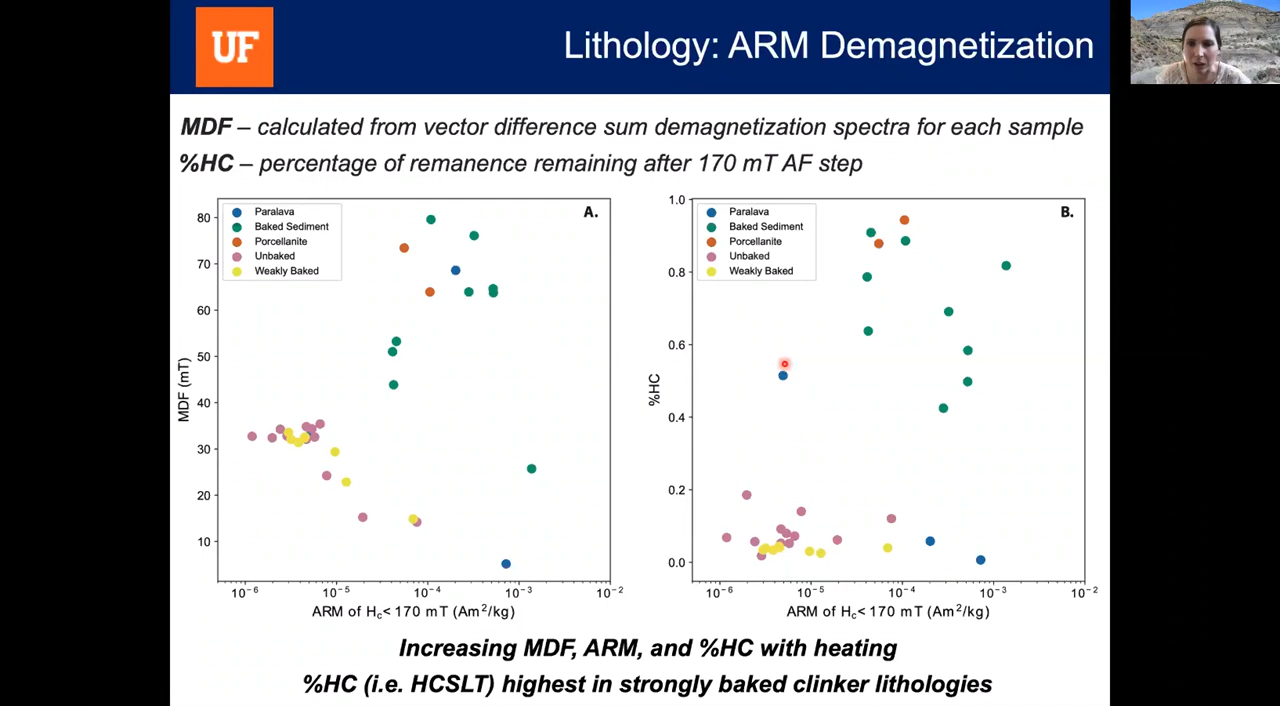 UF
Lithology: ARM Demagnetization
MDF – calculated from vector difference sum demagnetization spectra for each sample
%HC – percentage of remanence remaining after 170 mT AF step
A.
Paralava
Baked Sediment
Porcellanite
Unbaked
Weakly Baked
80
70
60
50
40
30
20
10
MDF (mT)
10⁻⁶ 10⁻⁵ 10⁻⁴ 10⁻³ 10⁻²
ARM of H_c< 170 mT (Am²/kg)
B.
Paralava
Baked Sediment
Porcellanite
Unbaked
Weakly Baked
1.0
0.8
0.6
0.4
0.2
0.0
%HC
10⁻⁶ 10⁻⁵ 10⁻⁴ 10⁻³ 10⁻²
ARM of H_c< 170 mT (Am²/kg)
Increasing MDF, ARM, and %HC with heating
%HC (i.e. HCSLT) highest in strongly baked clinker lithologies